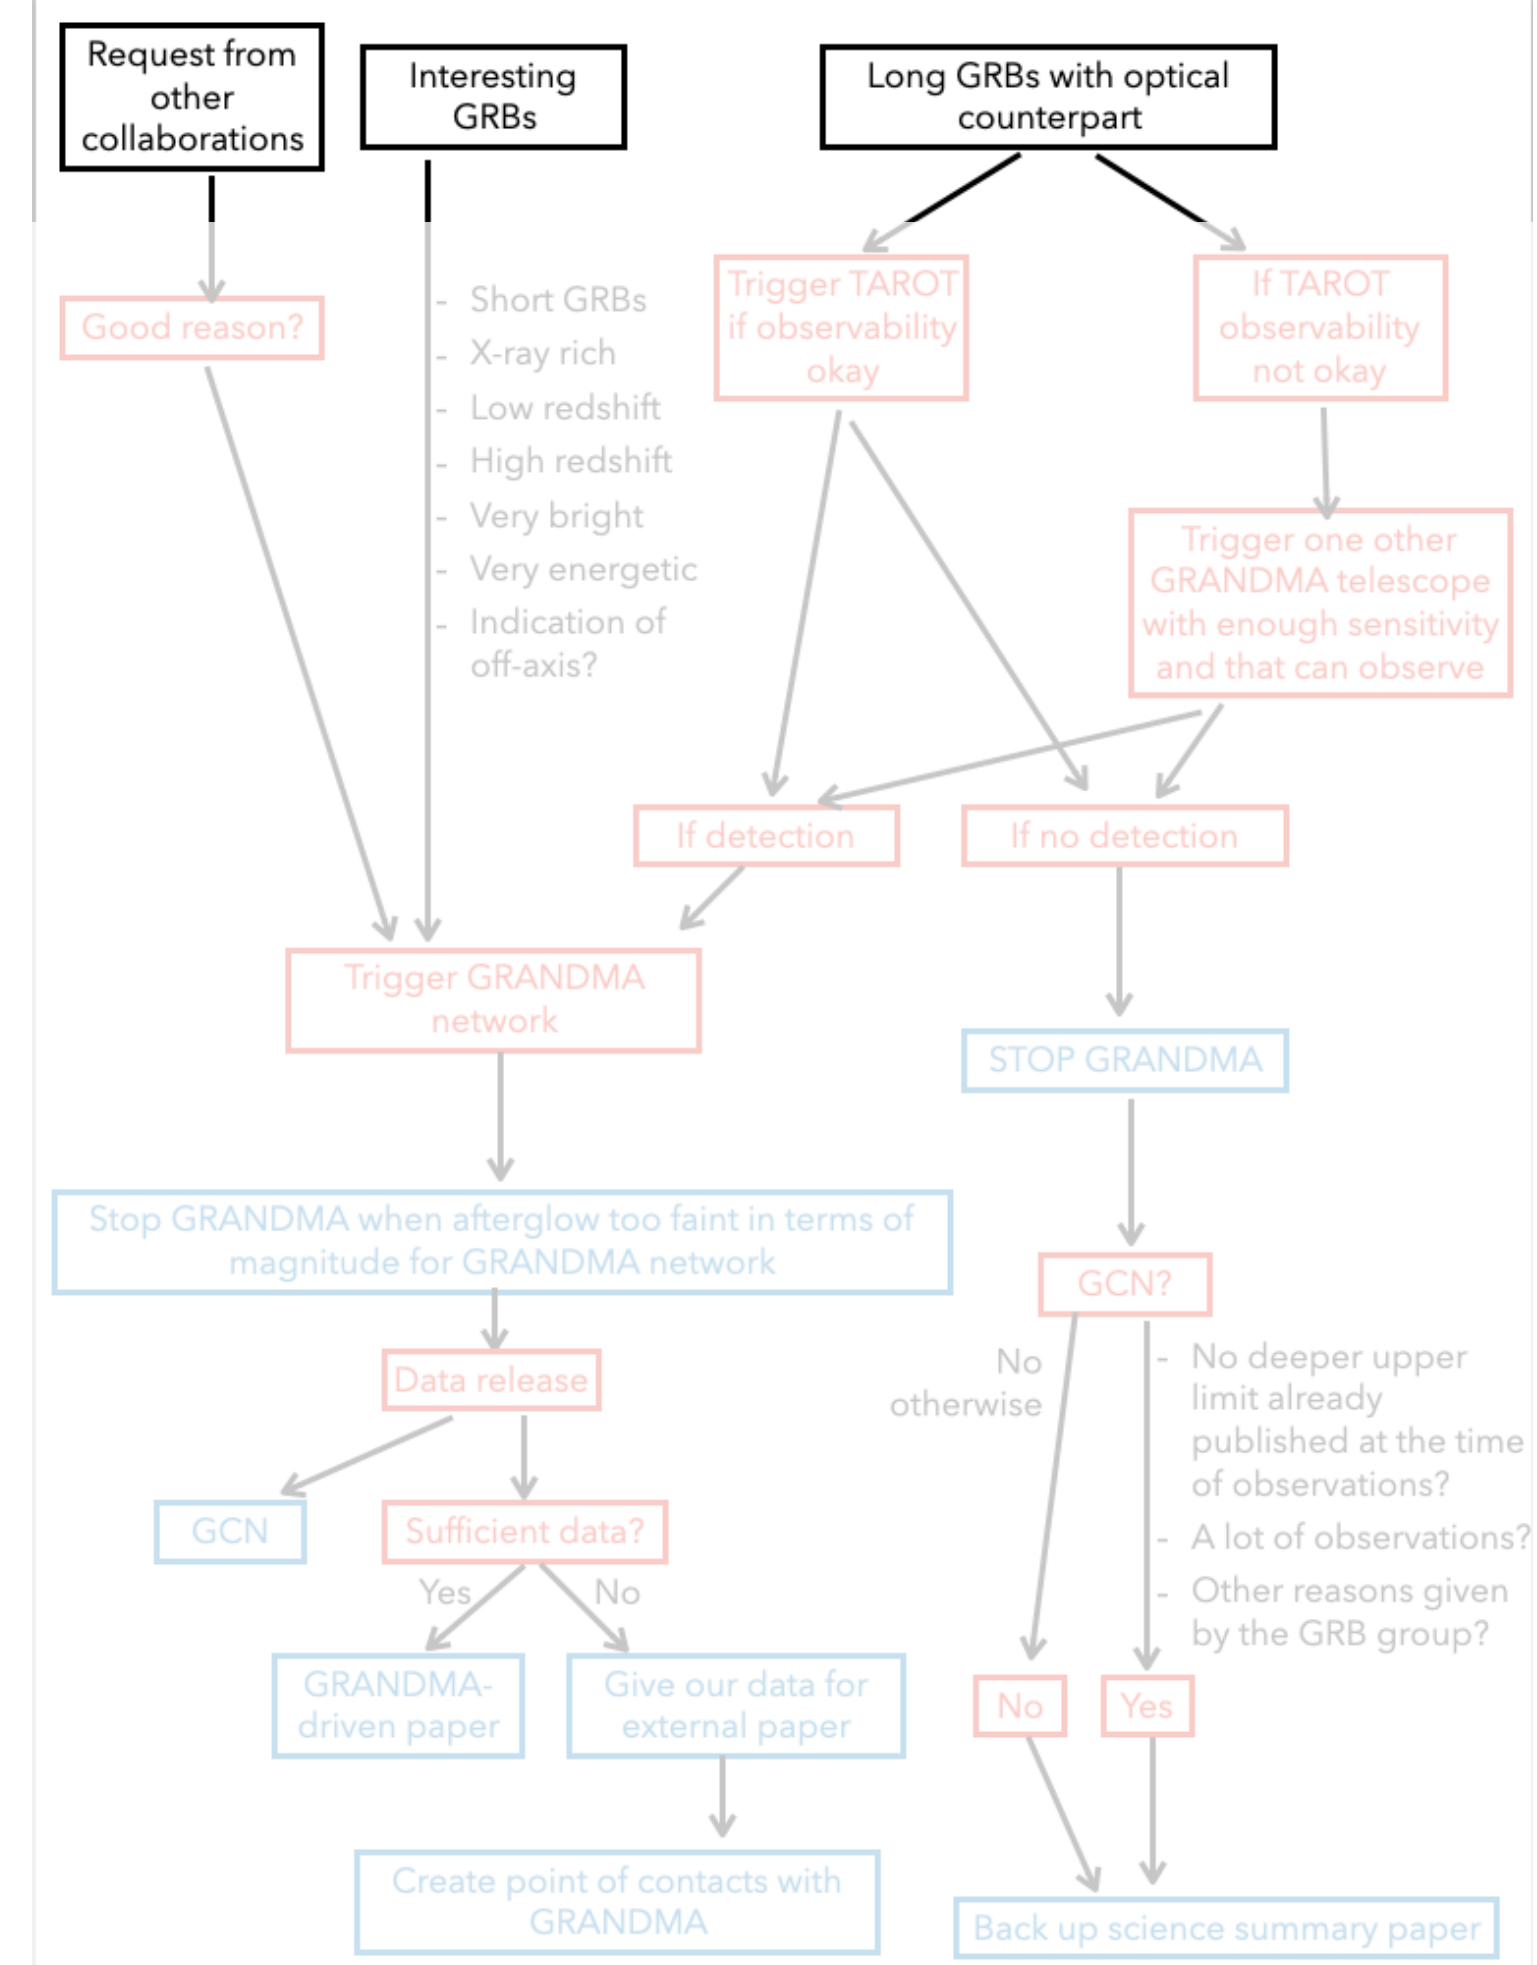 Request from
other
collaborations
Interesting
GRBs
Long GRBs with optical
counterpart
Good reason?
- Short GRBs
- X-ray rich
- Low redshift
- High redshift
- Very bright
- Very energetic
- Indication of
off-axis?
Trigger TAROT
if observability
okay
If TAROT
observability
not okay
Trigger one other
GRANDMA telescope
with enough sensitivity
and that can observe
If detection
If no detection
Trigger GRANDMA
network
STOP GRANDMA
Stop GRANDMA when afterglow too faint in terms of
magnitude for GRANDMA network
GCN?
Data release
No
otherwise
- No deeper upper
limit already
published at the time
of observations?
- A lot of observations?
- Other reasons given
by the GRB group?
GCN
Sufficient data?
Yes
No
GRANDMA-
driven paper
Give our data for
external paper
No
Yes
Create point of contacts with
GRANDMA
Back up science summary paper